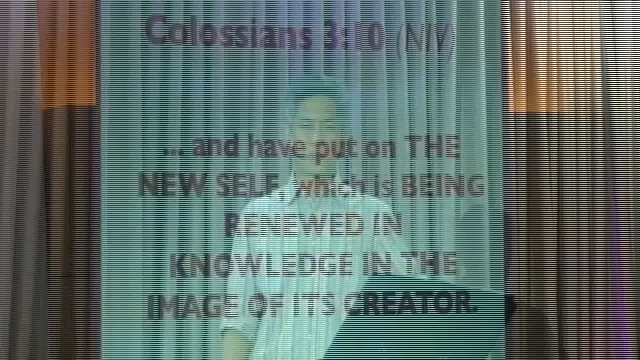 Colossians 3:10 (NIV)
... and have put on THE
NEW SELF, which is BEING
RENEWED IN
KNOWLEDGE IN THE
IMAGE OF ITS CREATOR.